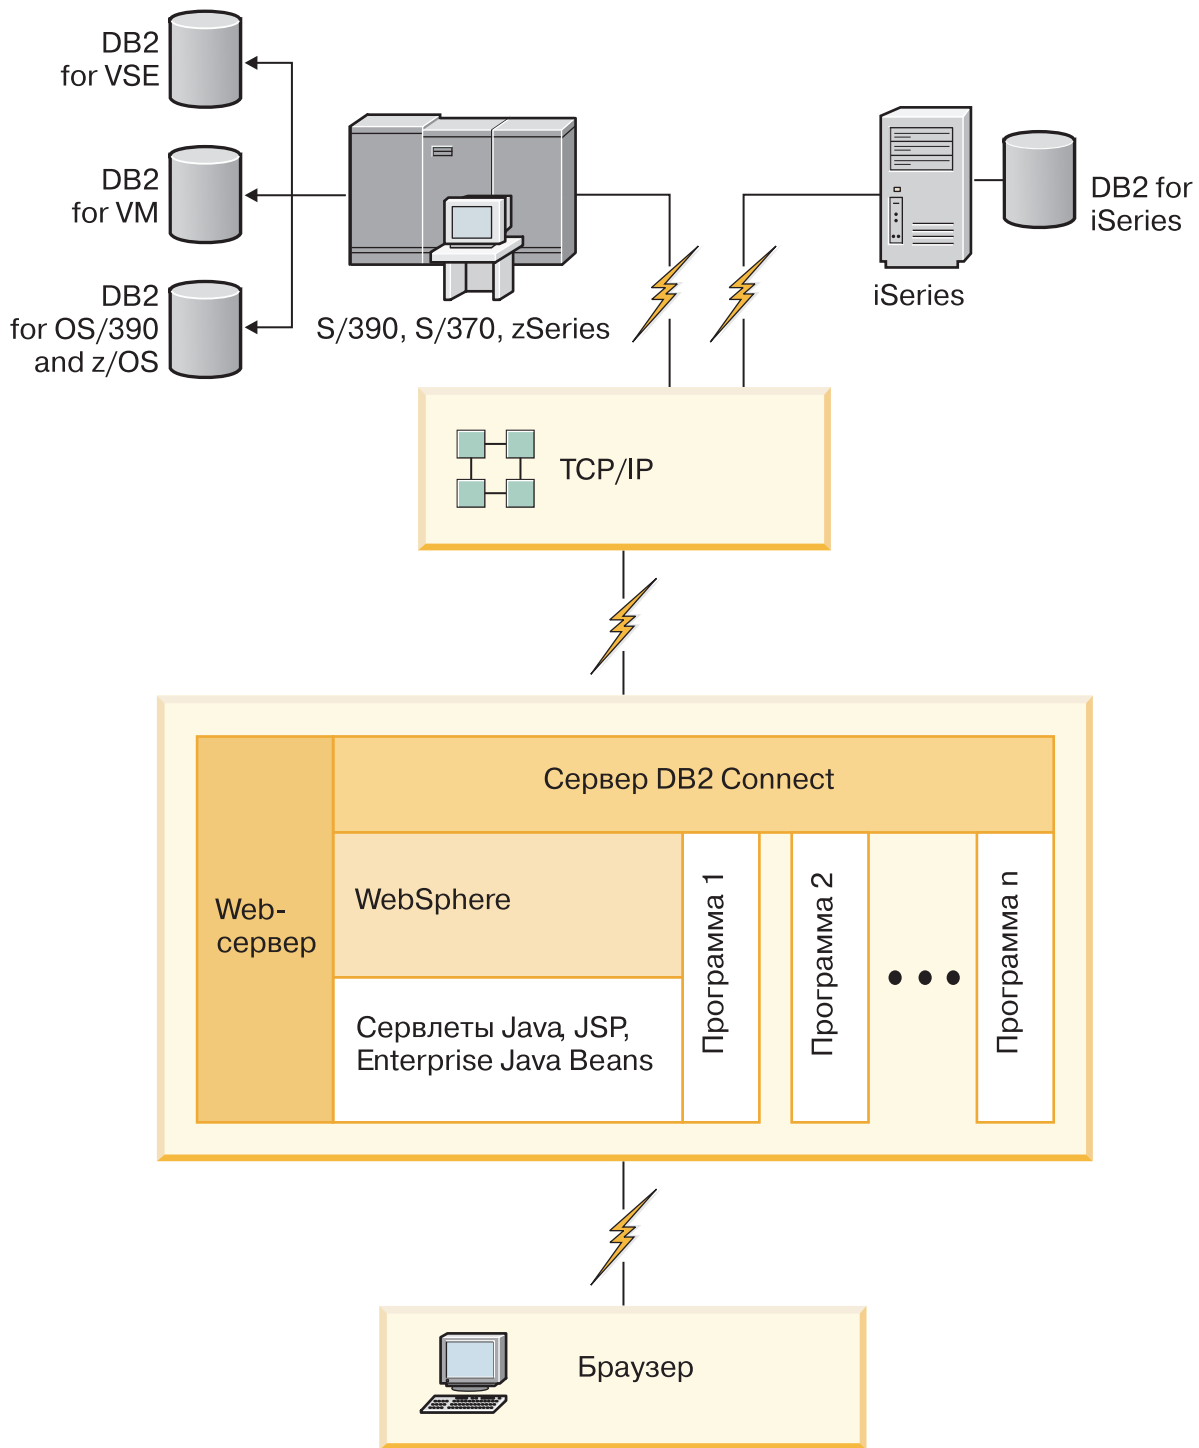 DB2
for VSE
DB2
for VM
DB2
for OS/390
and z/OS
S/390, S/370, zSeries
iSeries
DB2 for
iSeries
TCP/IP
Сервер DB2 Connect
Web-
сервер
WebSphere
Сервлеты Java, JSP,
Enterprise Java Beans
Программа 1
Программа 2
Программа n
Браузер